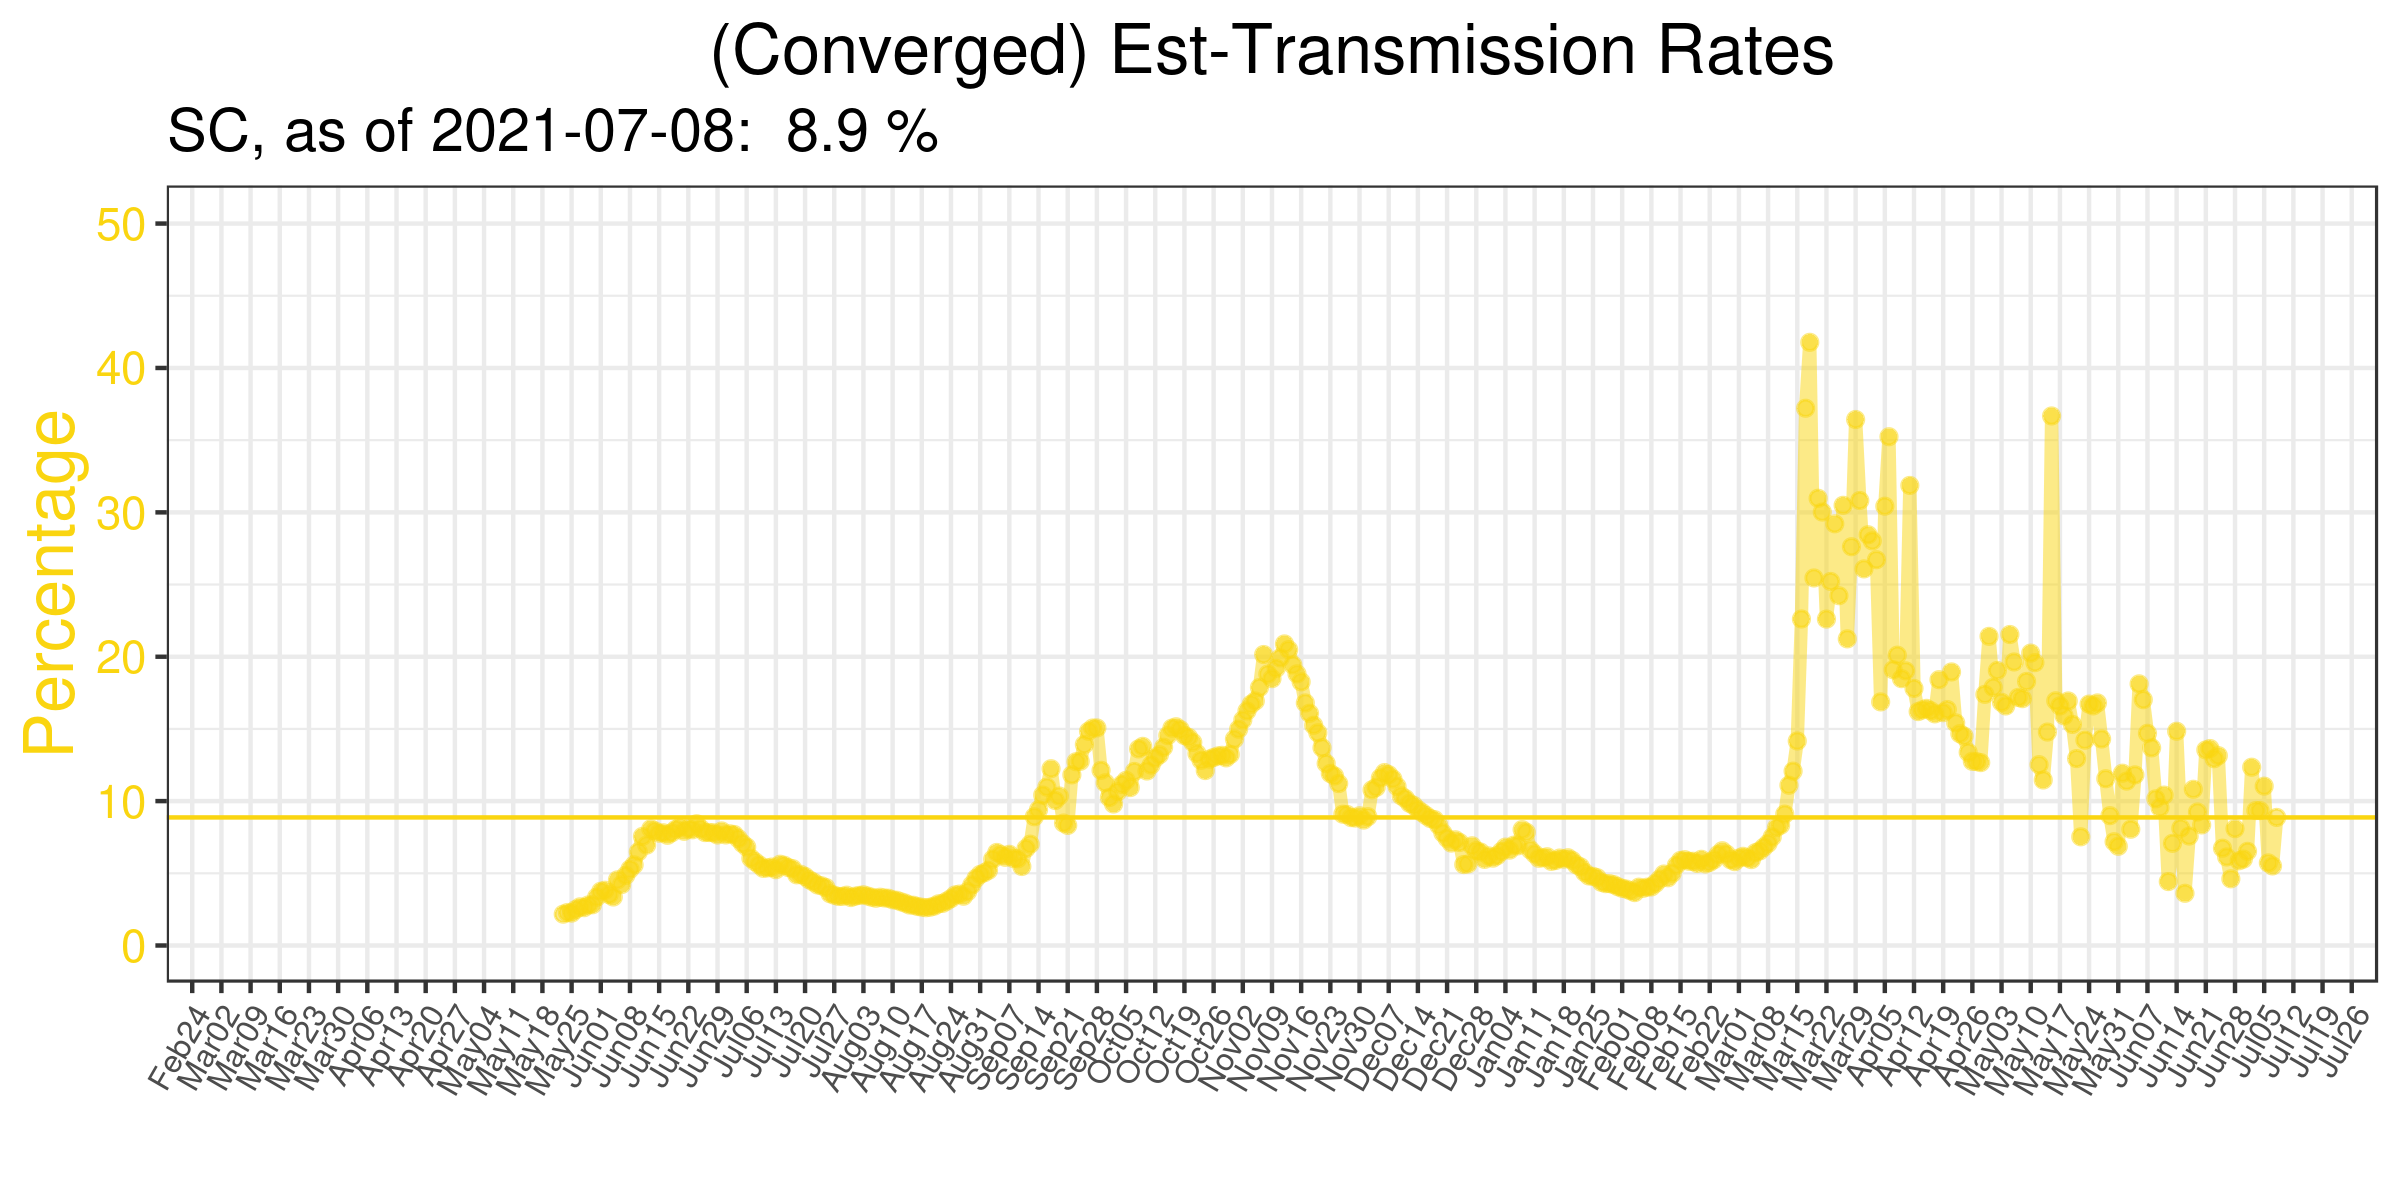 (Converged) Est-Transmission Rates
SC, as of 2021-07-08:  8.9 %
Percentage
50
40
30
20
10
0
Feb24
Mar02
Mar09
Mar16
Mar23
Mar30
Apr06
Apr13
Apr20
Apr27
May04
May11
May18
May25
Jun01
Jun08
Jun15
Jun22
Jun29
Jul06
Jul13
Jul20
Jul27
Aug03
Aug10
Aug17
Aug24
Aug31
Sep07
Sep14
Sep21
Sep28
Oct05
Oct12
Oct19
Oct26
Nov02
Nov09
Nov16
Nov23
Nov30
Dec07
Dec14
Dec21
Dec28
Jan04
Jan11
Jan18
Jan25
Feb01
Feb08
Feb15
Feb22
Mar01
Mar08
Mar15
Mar22
Mar29
Apr05
Apr12
Apr19
Apr26
May03
May10
May17
May24
May31
Jun07
Jun14
Jun21
Jun28
Jul05
Jul12
Jul19
Jul26